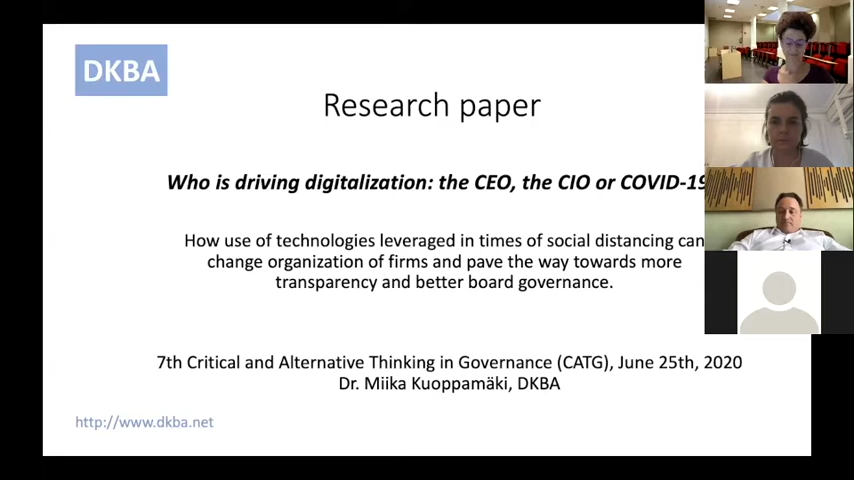 DKBA
Research paper
Who is driving digitalization: the CEO, the CIO or COVID-19
How use of technologies leveraged in times of social distancing can
change organization of firms and pave the way towards more
transparency and better board governance.
7th Critical and Alternative Thinking in Governance (CATG), June 25th, 2020
Dr. Miika Kuoppamäki, DKBA
http://www.dkba.net